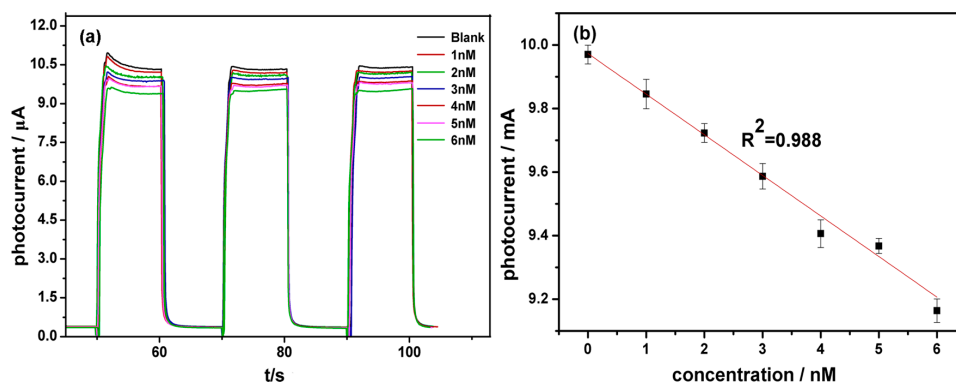 (a)
12.0
10.5
9.0
7.5
6.0
4.5
3.0
1.5
0.0
photocurrent / μA
60
80
100
t/s
Blank
1nM
2nM
3nM
4nM
5nM
6nM
(b)
10.0
9.8
9.6
9.4
9.2
photocurrent / mA
R2=0.988
0 1 2 3 4 5 6
concentration / nM